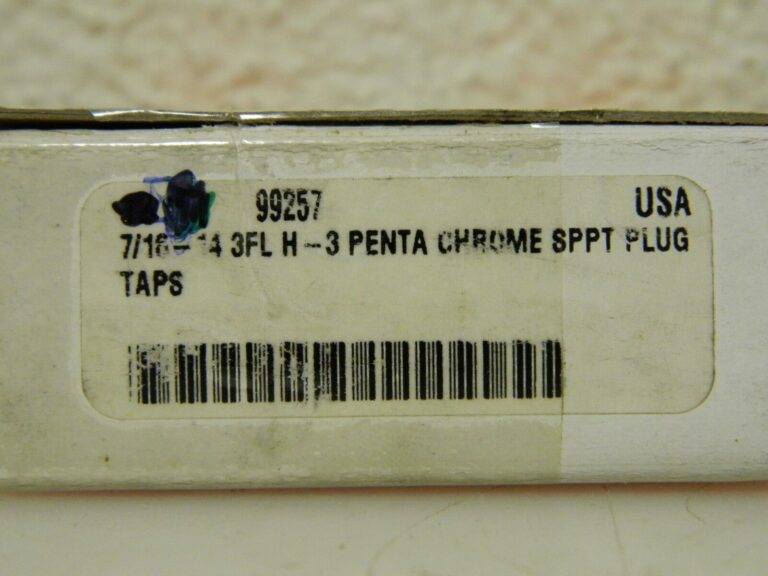 99257 USA
7/16-14 3FL H-3 PENTA CHROME SPPT PLUG
TAPS